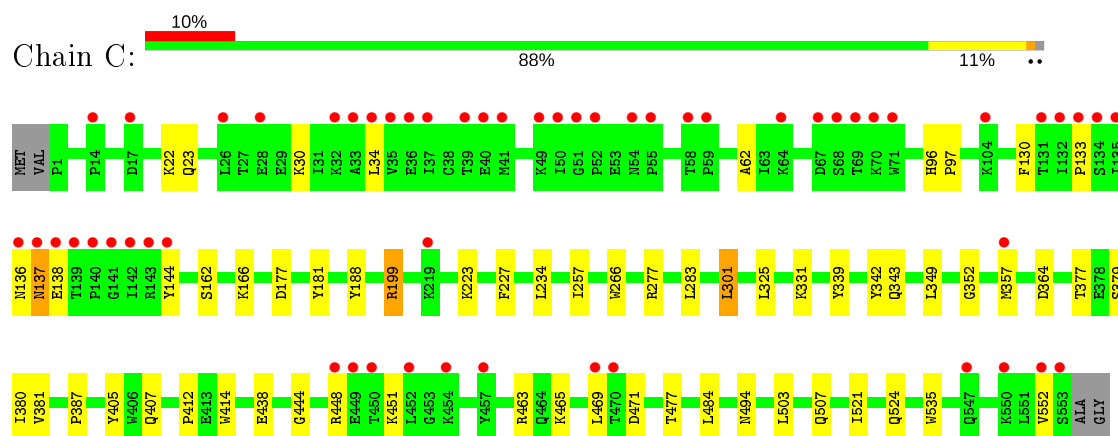 10%
Chain C:
88% 11% ••
MET VAL P1 P14 D17 K22 Q23 L26 T27 E28 E29 K30 I31 K32 A33 L34 V35 E36 I37 C38 T39 E40 M41 K49 I50 G51 P52 E53 N54 P55 T58 P59 A62 I63 K64 D67 S68 T69 K70 W71 H96 P97 K104 F130 T131 I132 P133 S134 I135
N136 N137 E138 T139 P140 G141 I142 R143 Y144 S162 K166 D177 Y181 Y188 R199 K219 K223 F227 L234 I257 W266 R277 L283 L301 L325 K331 Y339 Y342 Q343 L349 G352 M357 D364 T377 E378 S379
I380 V381 P387 Y405 W406 Q407 P412 E413 W414 E438 G444 R448 E449 T450 K451 L452 G453 K454 Y457 R463 Q464 K465 L469 T470 D471 T477 L484 N494 L503 Q507 I521 Q524 W535 Q547 K550 L551 V552 S553 ALA GLY